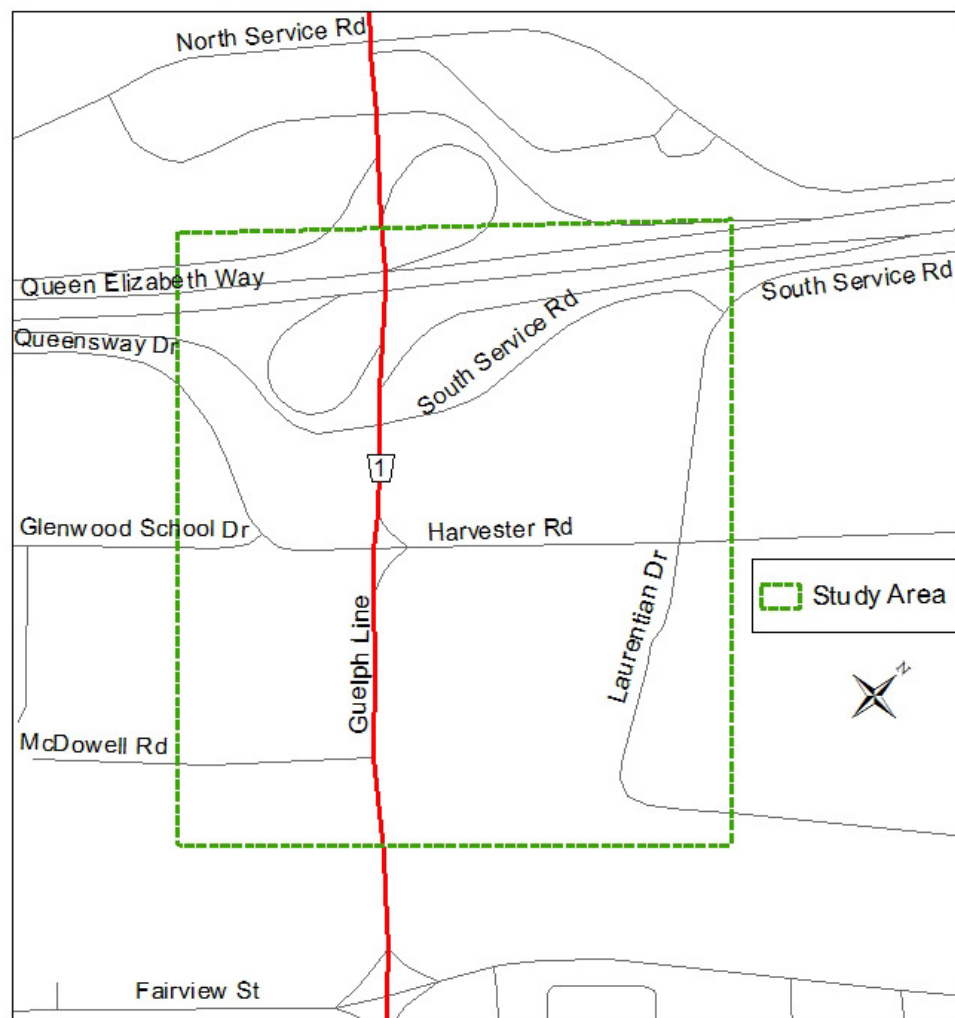 North Service Rd
Queen Elizabeth Way
South Service Rd
Queensway Dr
South Service Rd
1
Glenwood School Dr
Harvester Rd
Study Area
Guelph Line
Laurentian Dr
N
McDowell Rd
Fairview St